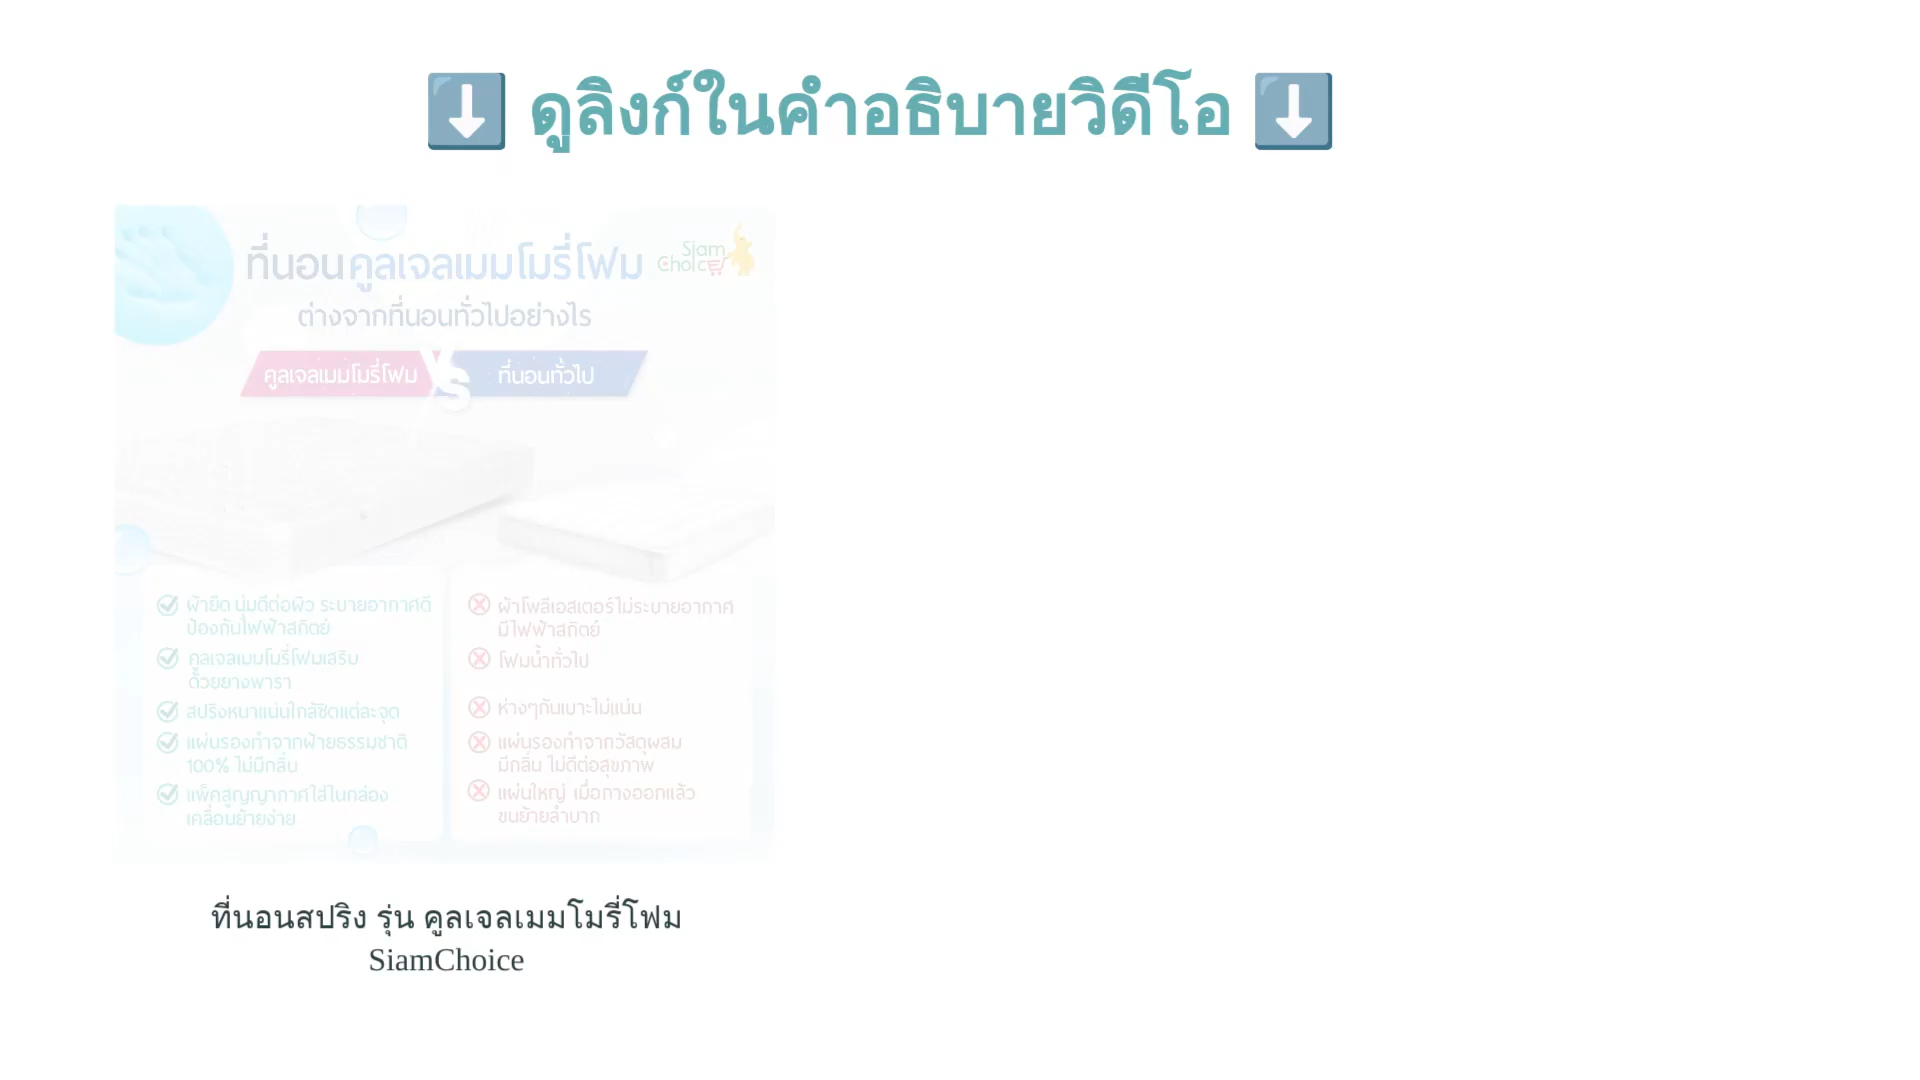 ⬇️ ดูลิงก์ในคำอธิบายวิดีโอ ⬇️
ที่นอนคูลเจลเมมโมรี่โฟม
Siam
Choice
ต่างจากที่นอนทั่วไปอย่างไร
คูลเจลเมมโมรี่โฟม VS ที่นอนทั่วไป
ผ้ายืด นุ่มดีต่อผิว ระบายอากาศดี
ป้องกันไฟฟ้าสถิตย์
คูลเจลเมมโมรี่โฟมเสริม
ด้วยยางพารา
สปริงหนาแน่นใกล้ชิดแต่ละจุด
แผ่นรองทำจากฝ้ายธรรมชาติ
100% ไม่มีกลิ่น
แพ็คสูญญากาศใส่ในกล่อง
เคลื่อนย้ายง่าย
ผ้าโพลีเอสเตอร์ไม่ระบายอากาศ
มีไฟฟ้าสถิตย์
โฟมน้ำทั่วไป
ห่างๆกันเบาะไม่แน่น
แผ่นรองทำจากวัสดุผสม
มีกลิ่น ไม่ดีต่อสุขภาพ
แผ่นใหญ่ เมื่อกางออกแล้ว
ขนย้ายลำบาก
ที่นอนสปริง รุ่น คูลเจลเมมโมรี่โฟม
SiamChoice